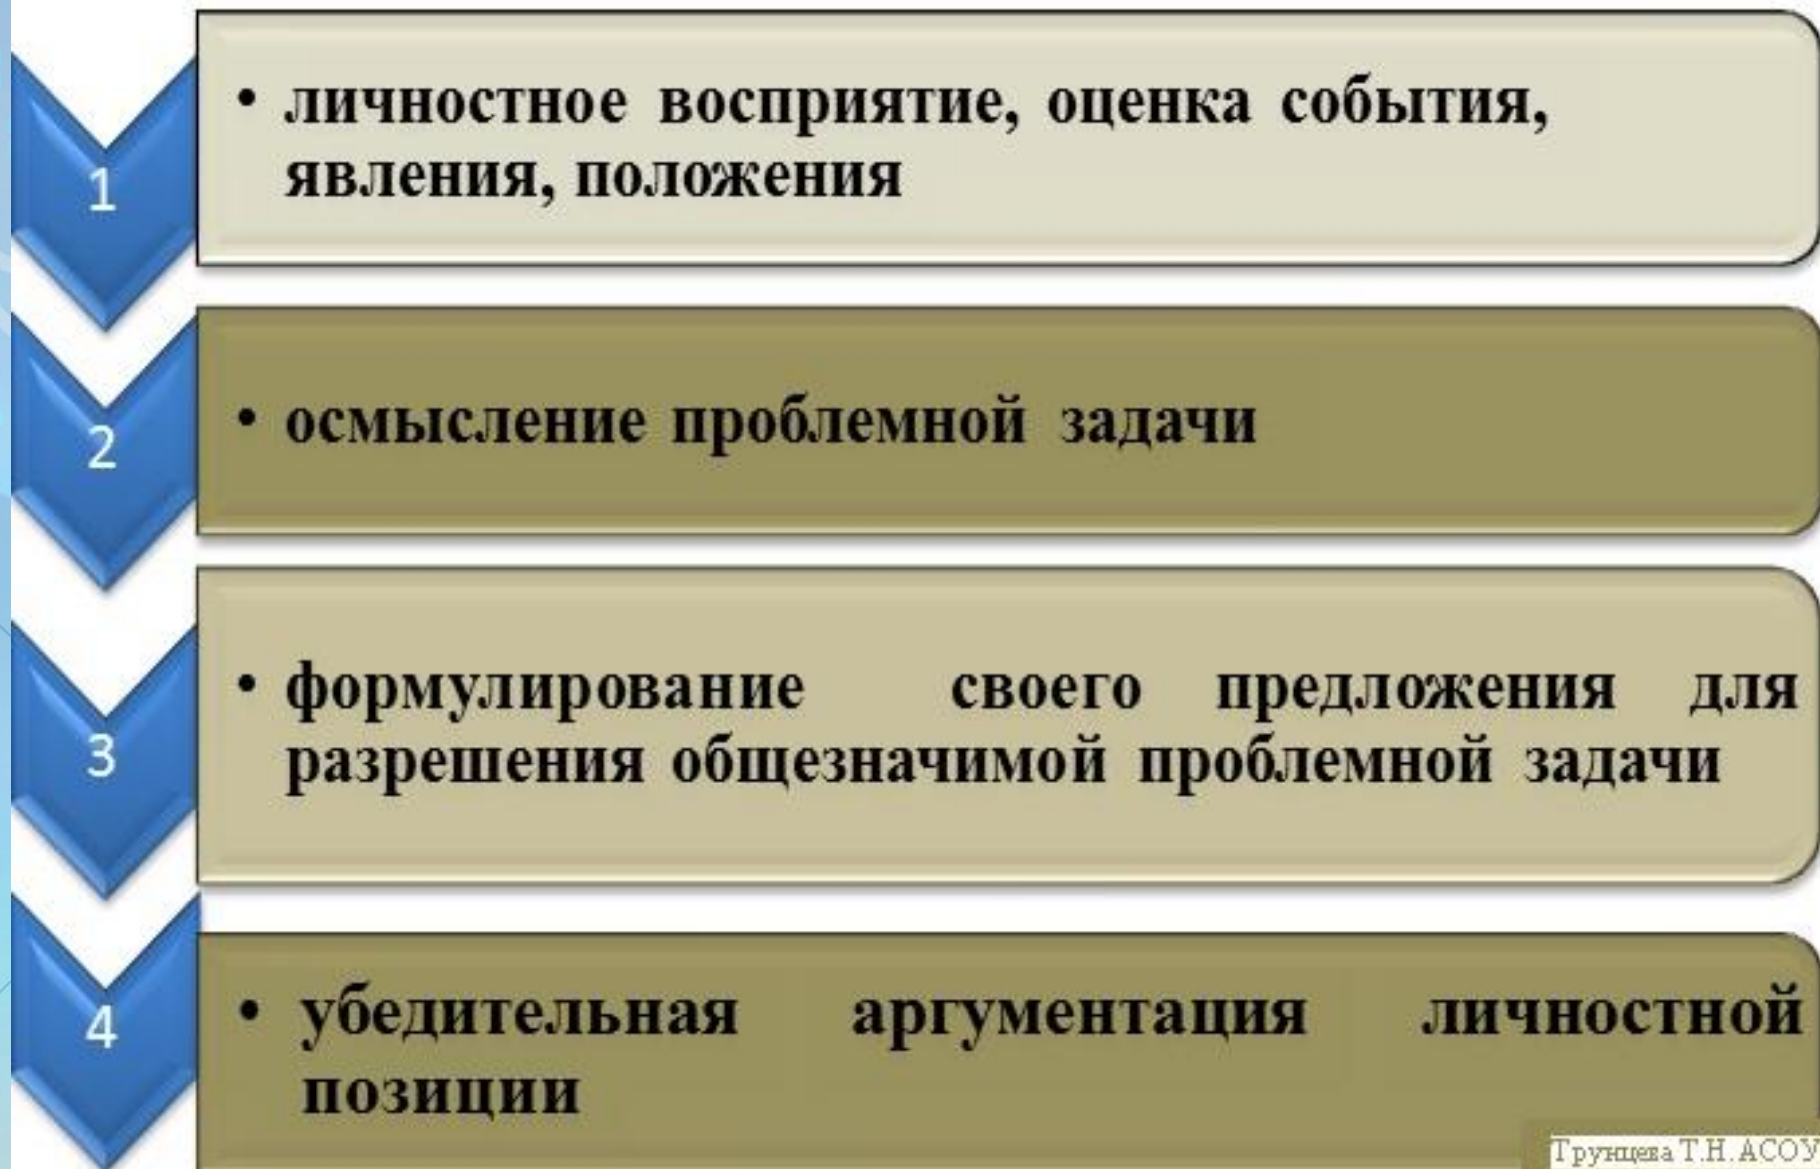 1
• личностное восприятие, оценка события,
явления, положения
2
• осмысление проблемной задачи
3
• формулирование своего предложения для
разрешения общезначимой проблемной задачи
4
• убедительная аргументация личностной
позиции
Трунцева Т.Н. АСОУ